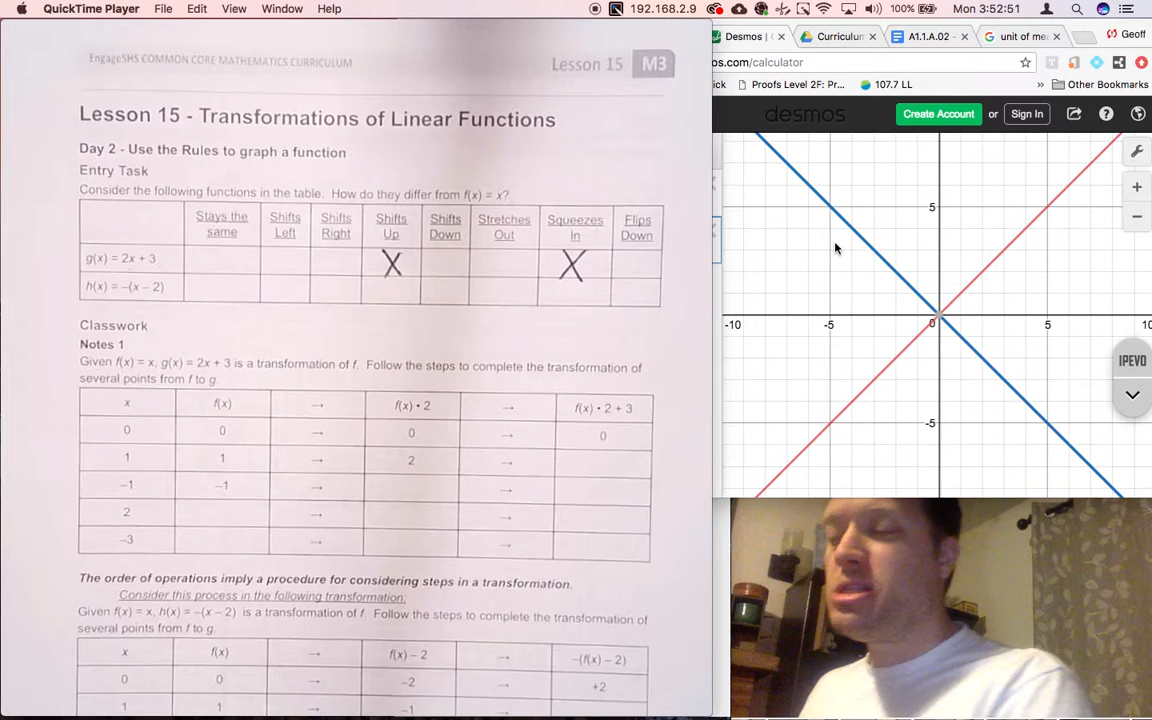 QuickTime Player File Edit View Window Help 192.168.2.9 100% Mon 3:52:51
Desmos | Curriculum A1.1.A.02 - unit of me Geoff
os.com/calculator
ick Proofs Level 2F: Pr... 107.7 LL » Other Bookmarks
desmos Create Account or Sign In
EngageSHS COMMON CORE MATHEMATICS CURRICULUM Lesson 15 M3
Lesson 15 - Transformations of Linear Functions
Day 2 - Use the Rules to graph a function
Entry Task
Consider the following functions in the table. How do they differ from f(x) = x?
Stays the same Shifts Left Shifts Right Shifts Up Shifts Down Stretches Out Squeezes In Flips Down
g(x) = 2x + 3 X X
h(x) = -(x – 2)
Classwork
Notes 1
Given f(x) = x, g(x) = 2x + 3 is a transformation of f. Follow the steps to complete the transformation of
several points from f to g.
x f(x) → f(x) • 2 → f(x) • 2 + 3
0 0 → 0 → 0
1 1 → 2 →
–1 –1 → →
2 → →
–3 → →
The order of operations imply a procedure for considering steps in a transformation.
Consider this process in the following transformation:
Given f(x) = x, h(x) = –(x – 2) is a transformation of f. Follow the steps to complete the transformation of
several points from f to g.
x f(x) → f(x) – 2 → –(f(x) – 2)
0 0 → –2 → +2
1 1 → –1 →
5
-10 -5 0 5 10
-5
IPEVO